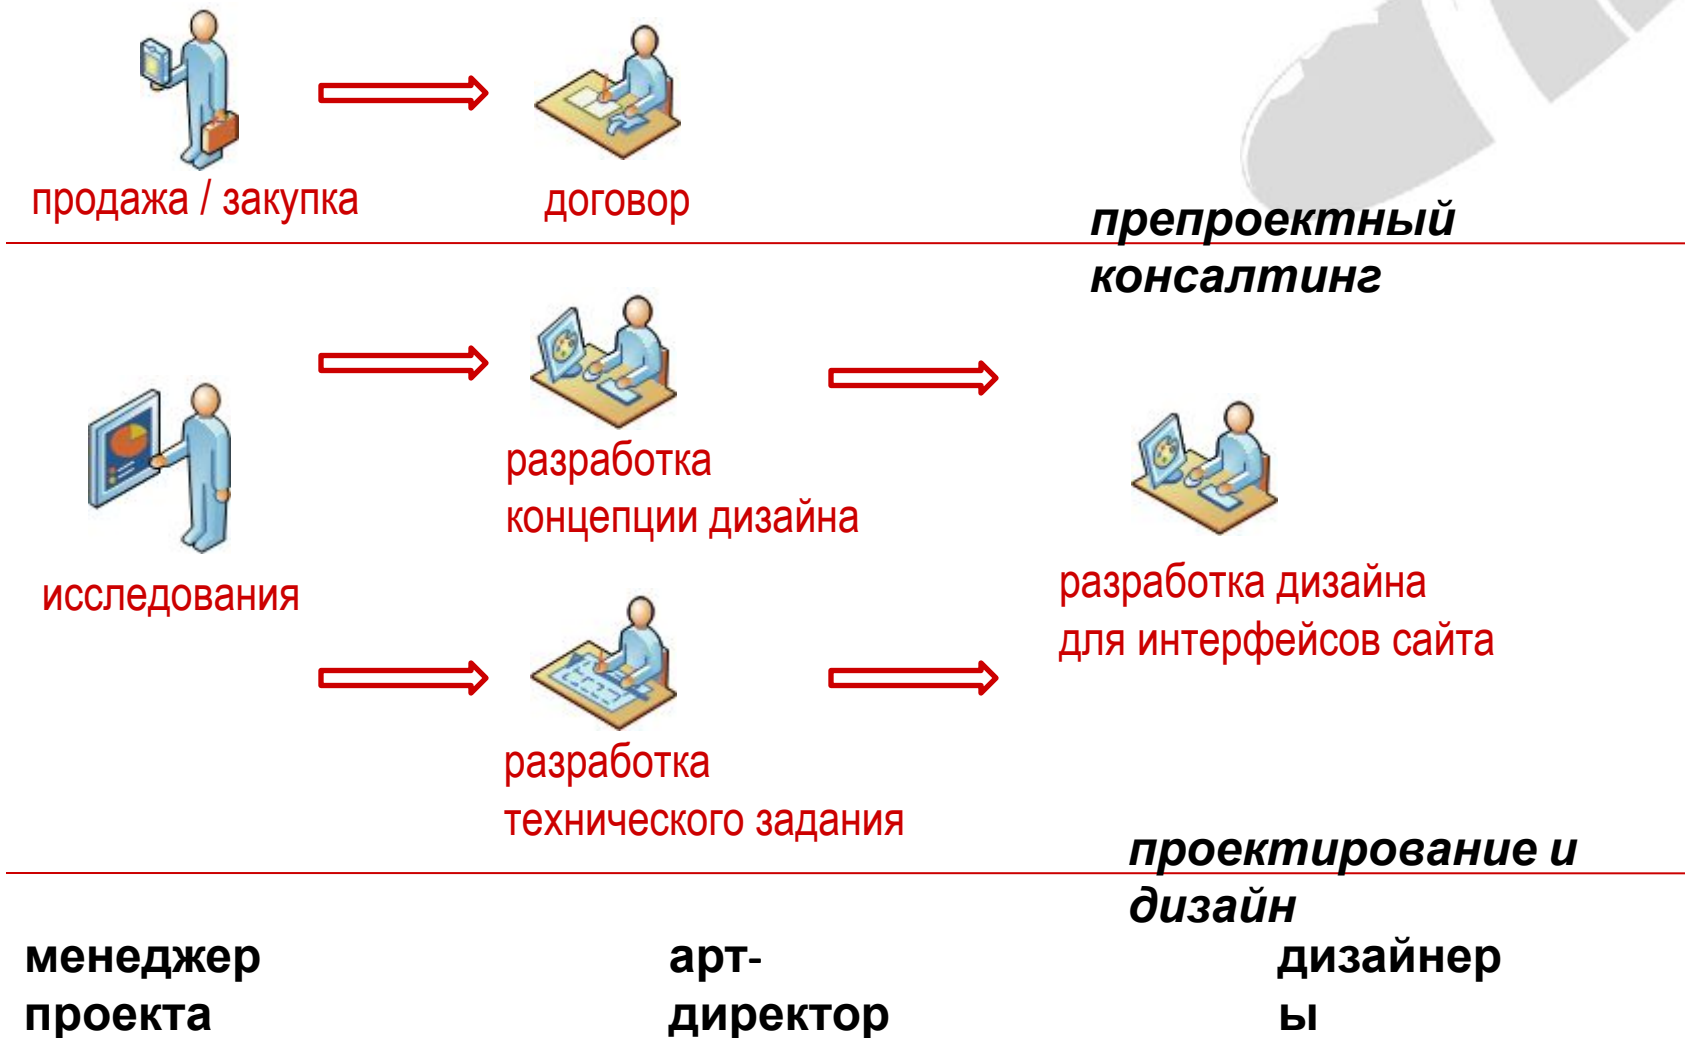 продажа / закупка
договор
препроектный
консалтинг
разработка
концепции дизайна
исследования
разработка дизайна
для интерфейсов сайта
разработка
технического задания
проектирование и
дизайн
менеджер
проекта
арт-
директор
дизайнер
ы